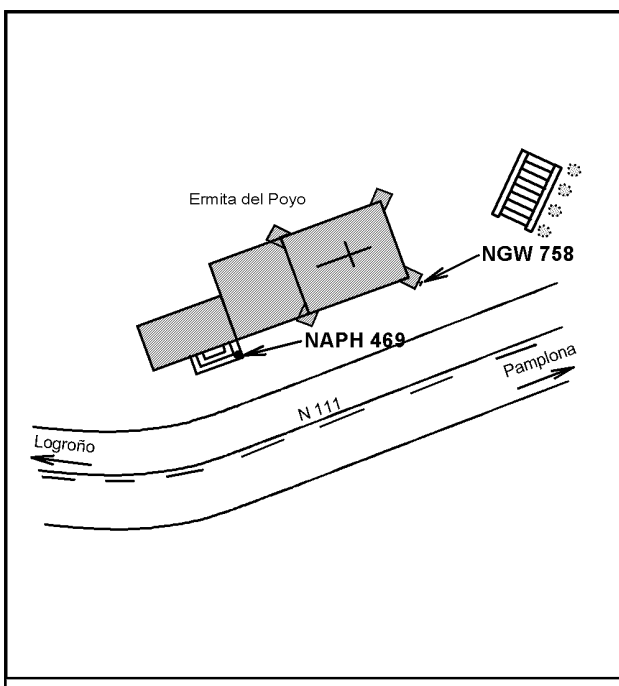 Ermita del Poyo
NGW 758
NAPH 469
Pamplona
N 111
Logroño